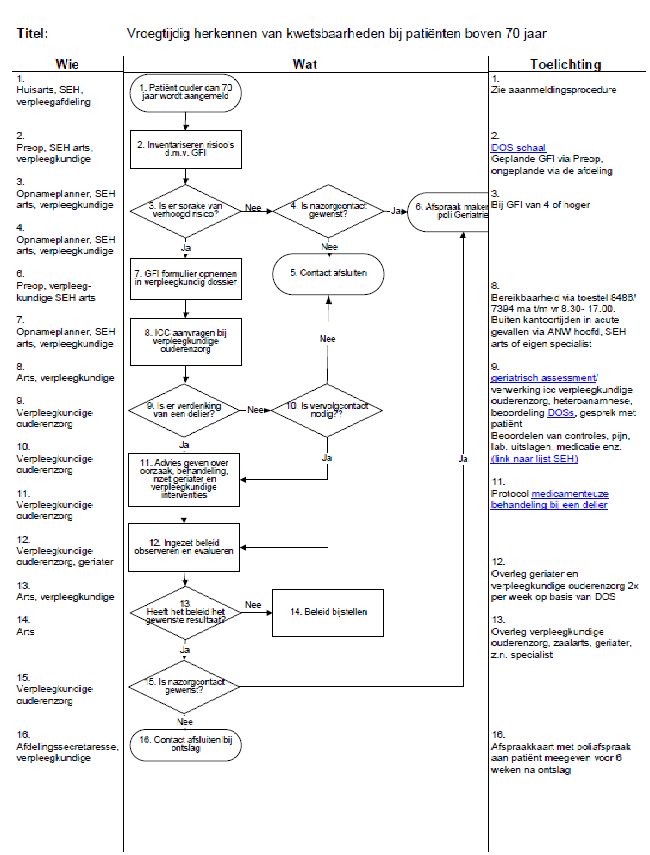 Titel: Vroegtijdig herkennen van kwetsbaarheden bij patiënten boven 70 jaar
Wie
1.
Huisarts, SEH,
verpleegafdeling
2.
Preop, SEH arts,
verpleegkundige
3.
Opnameplanner, SEH
arts, verpleegkundige
4.
Opnameplanner, SEH
arts, verpleegkundige
6.
Preop, verpleeg-
kundige SEH arts
7.
Opnameplanner, SEH
arts, verpleegkundige
8.
Arts, verpleegkundige
9.
Verpleegkundige
ouderenzorg
10.
Verpleegkundige
ouderenzorg
11.
Verpleegkundige
ouderenzorg
12.
Verpleegkundige
ouderenzorg, geriater
13.
Arts, verpleegkundige
14.
Arts
15.
Verpleegkundige
ouderenzorg
16.
Afdelingssecretaresse,
verpleegkundige
Wat
1. Patiënt ouder dan 70
jaar wordt aangemeld
2. Inventariseren risico's
d.m.v. GFI
3. Is er sprake van
verhoogd risico?
Nee
4. Is nazorgcontact
gewenst?
Ja
6. Afspraak maken
poli Geriatrie
Ja
Nee
5. Contact afsluiten
7. GFI formulier opnemen
in verpleegkundig dossier
8. ICC aanvragen bij
verpleegkundige
ouderenzorg
Nee
9. Is er verdenking
van een delier?
Nee
10. Is vervolgcontact
nodig??
Ja
Ja
Ja
11. Advies geven over
oorzaak, behandeling,
inzet geriater en
verpleegkundige
interventies
12. Ingezet beleid
observeren en evalueren
13.
Heeft het beleid het
gewenste resultaat?
Nee
14. Beleid bijstellen
Ja
15. Is nazorgcontact
gewenst?
Nee
16. Contact afsluiten bij
ontslag
Toelichting
1.
Zie aaanmeldingsprocedure
2.
DOS schaal
Geplande GFI via Preop,
ongeplande via de afdeling
3.
Bij GFI van 4 of hoger
8.
Bereikbaarheid via toestel 8488/
7394 ma t/m vr 8.30- 17.00.
Buiten kantoortijden in acute
gevallen via ANW hoofd, SEH
arts of eigen specialist
9.
geriatrisch assessment/
verwerking icc verpleegkundige
ouderenzorg, heteroanamnese,
beoordeling DOSs, gesprek met
patiënt
Beoordelen van controles, pijn,
lab. uitslagen, medicatie enz.
(link naar lijst SEH)
11.
Protocol medicamenteuze
behandeling bij een delier
12.
Overleg geriater en
verpleegkundige ouderenzorg 2x
per week op basis van DOS
13.
Overleg verpleegkundige
ouderenzorg, zaalarts, geriater,
z.n. specialist
16.
Afspraakkaart met poliafspraak
aan patiënt meegeven voor 6
weken na ontslag